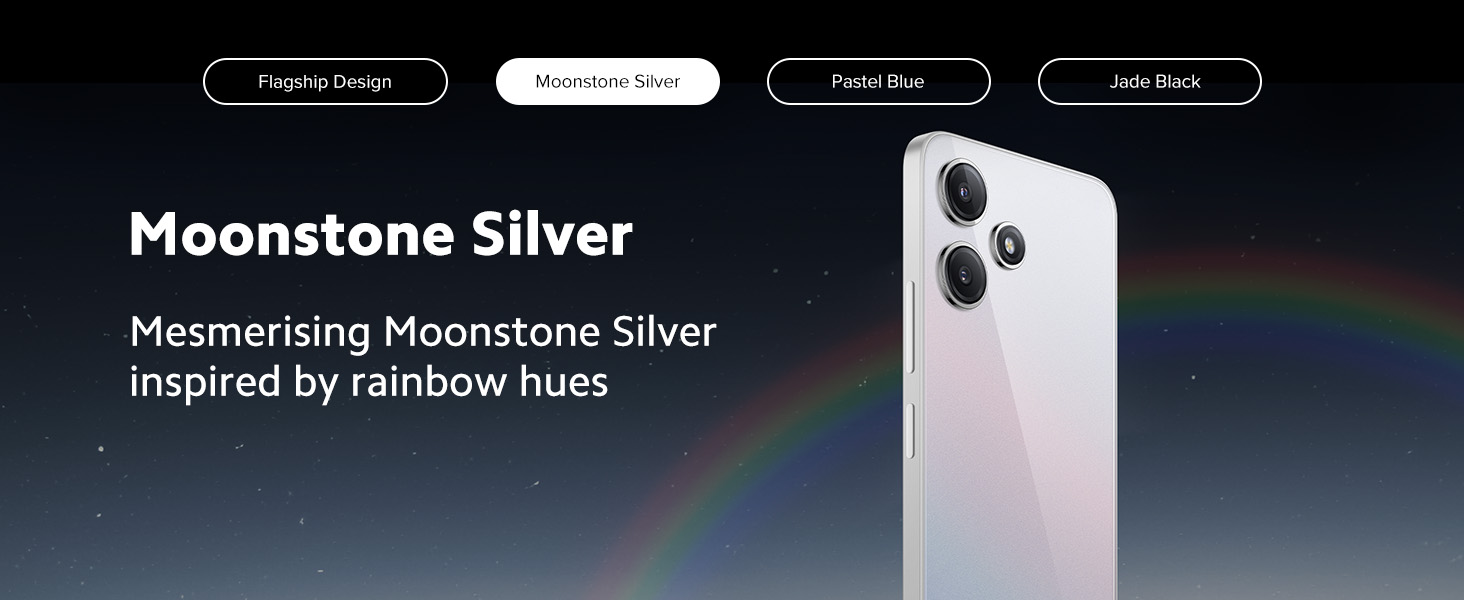 Flagship Design
Moonstone Silver
Pastel Blue
Jade Black
Moonstone Silver
Mesmerising Moonstone Silver
inspired by rainbow hues